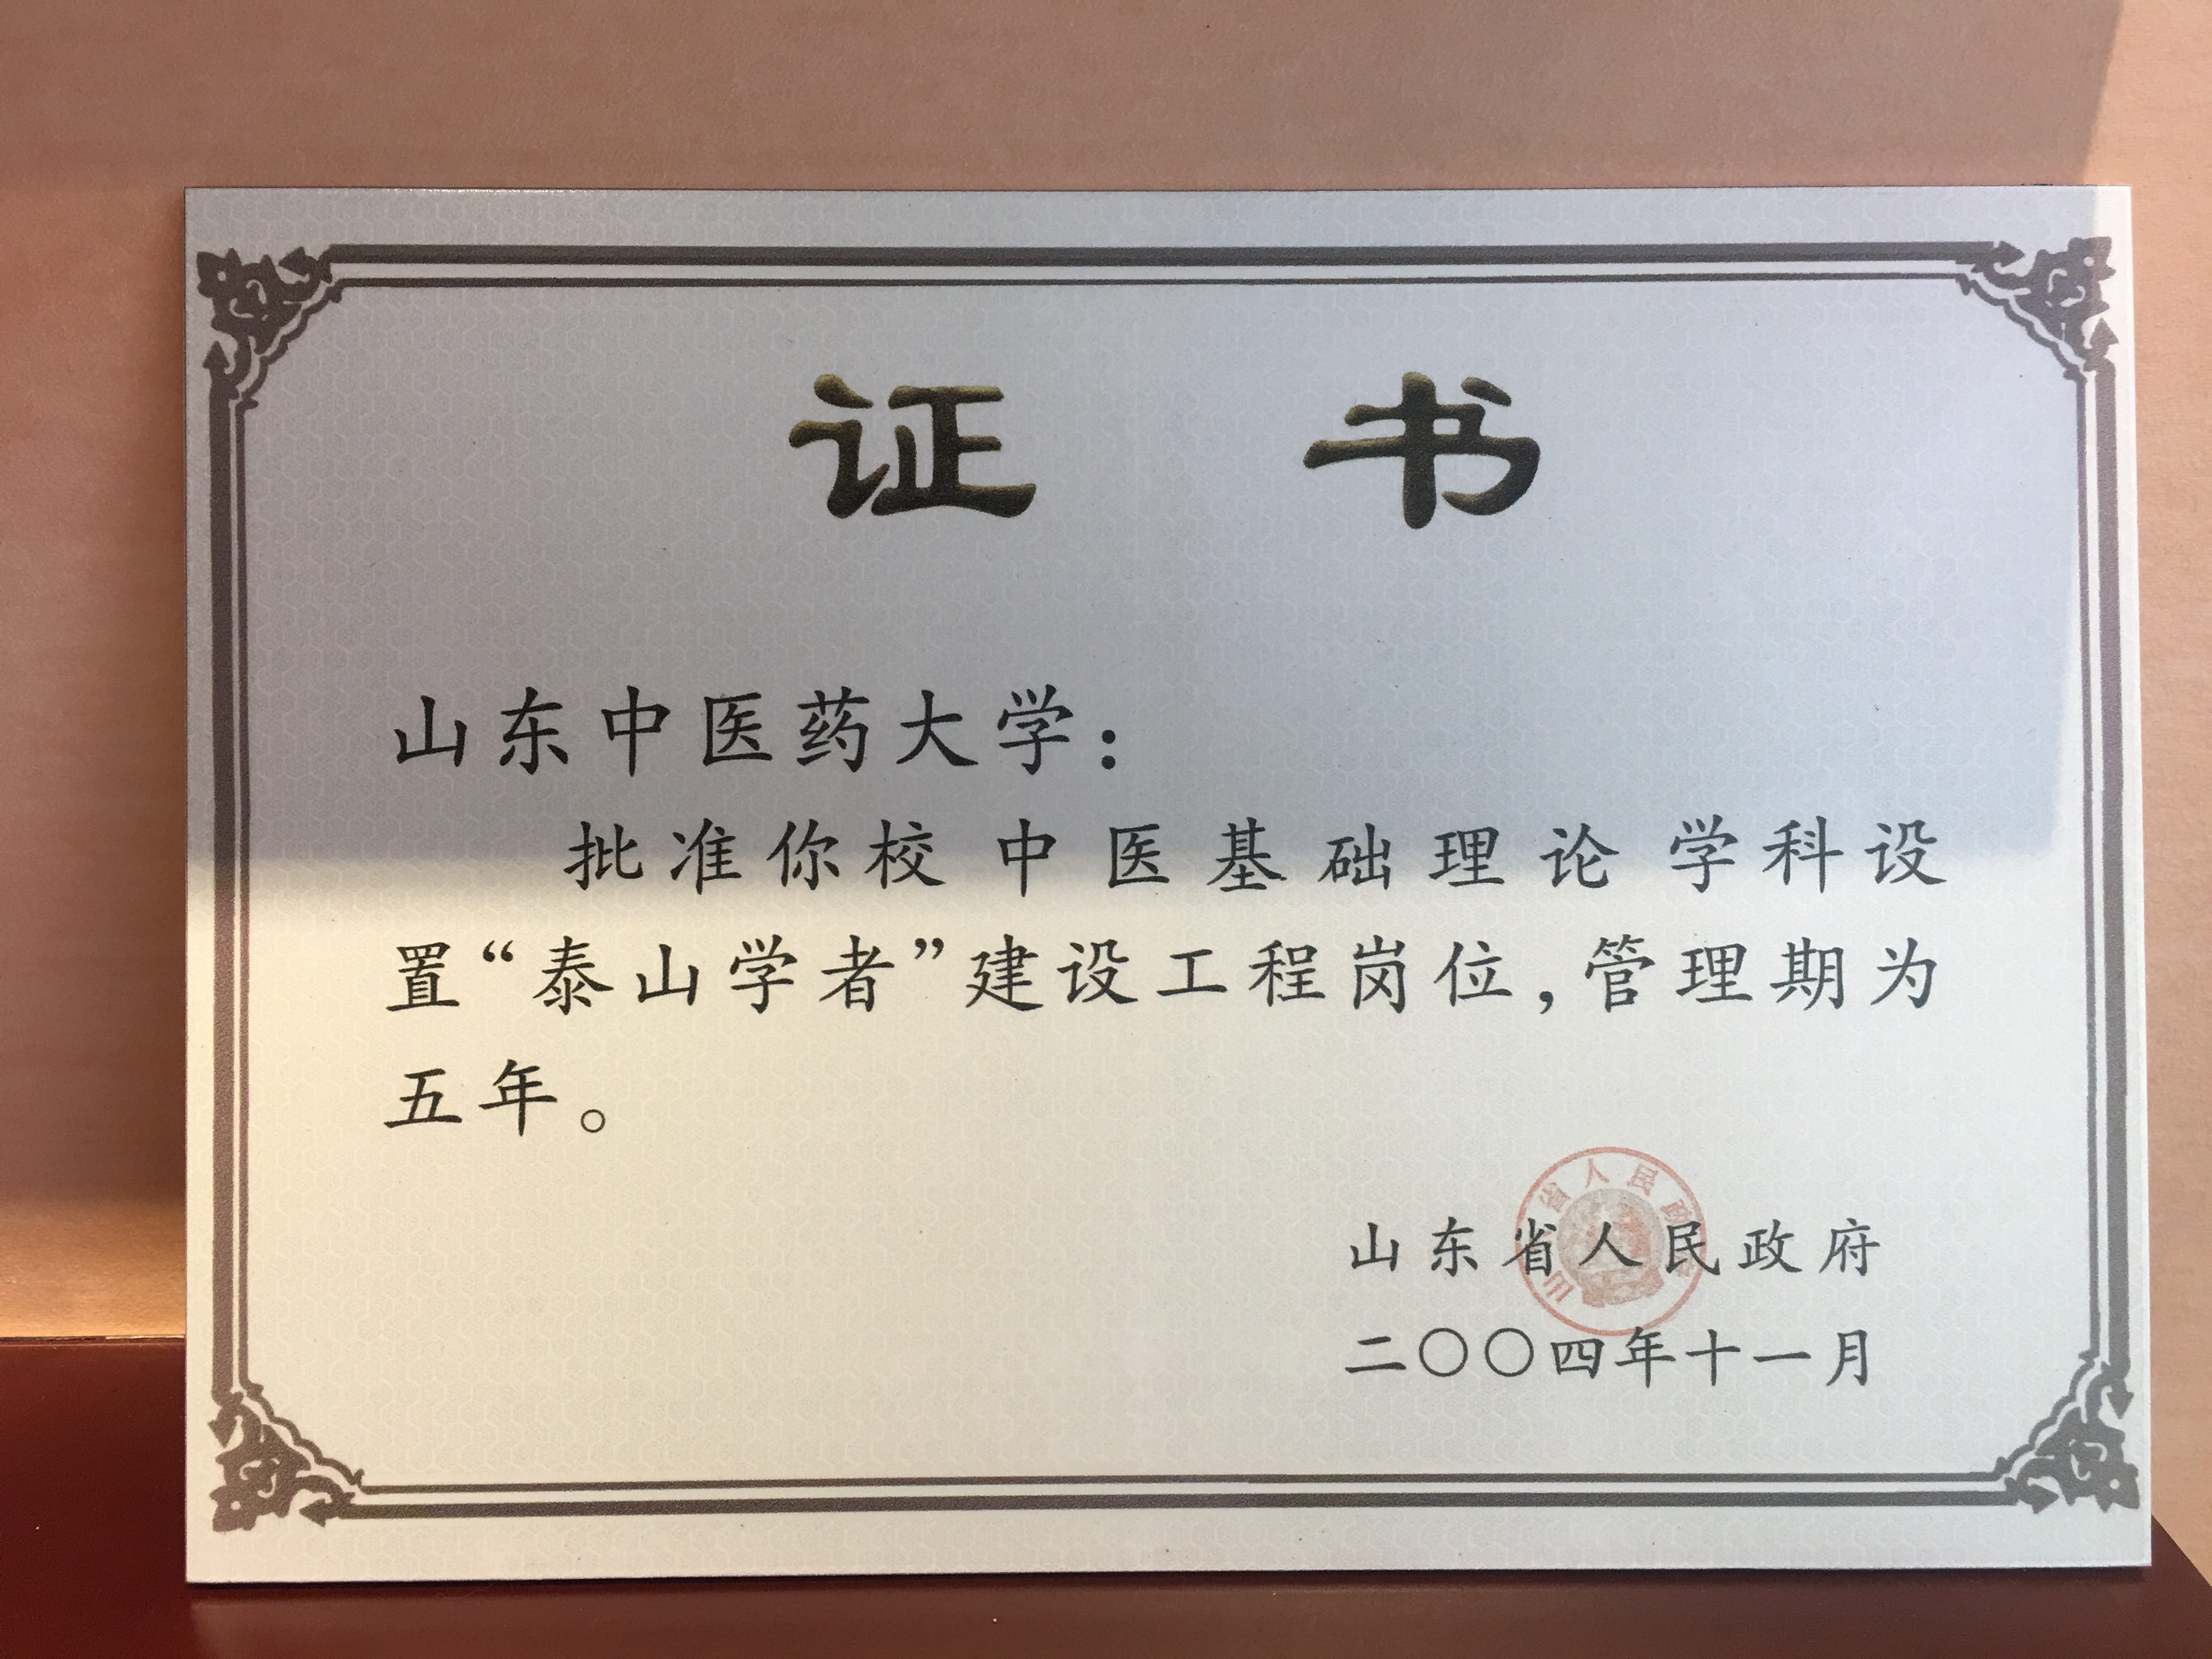 证 书
山东中医药大学：
批准你校 中医基础理论 学科设
置“泰山学者”建设工程岗位，管理期为
五年。
山东省人民政府
二〇〇四年十一月